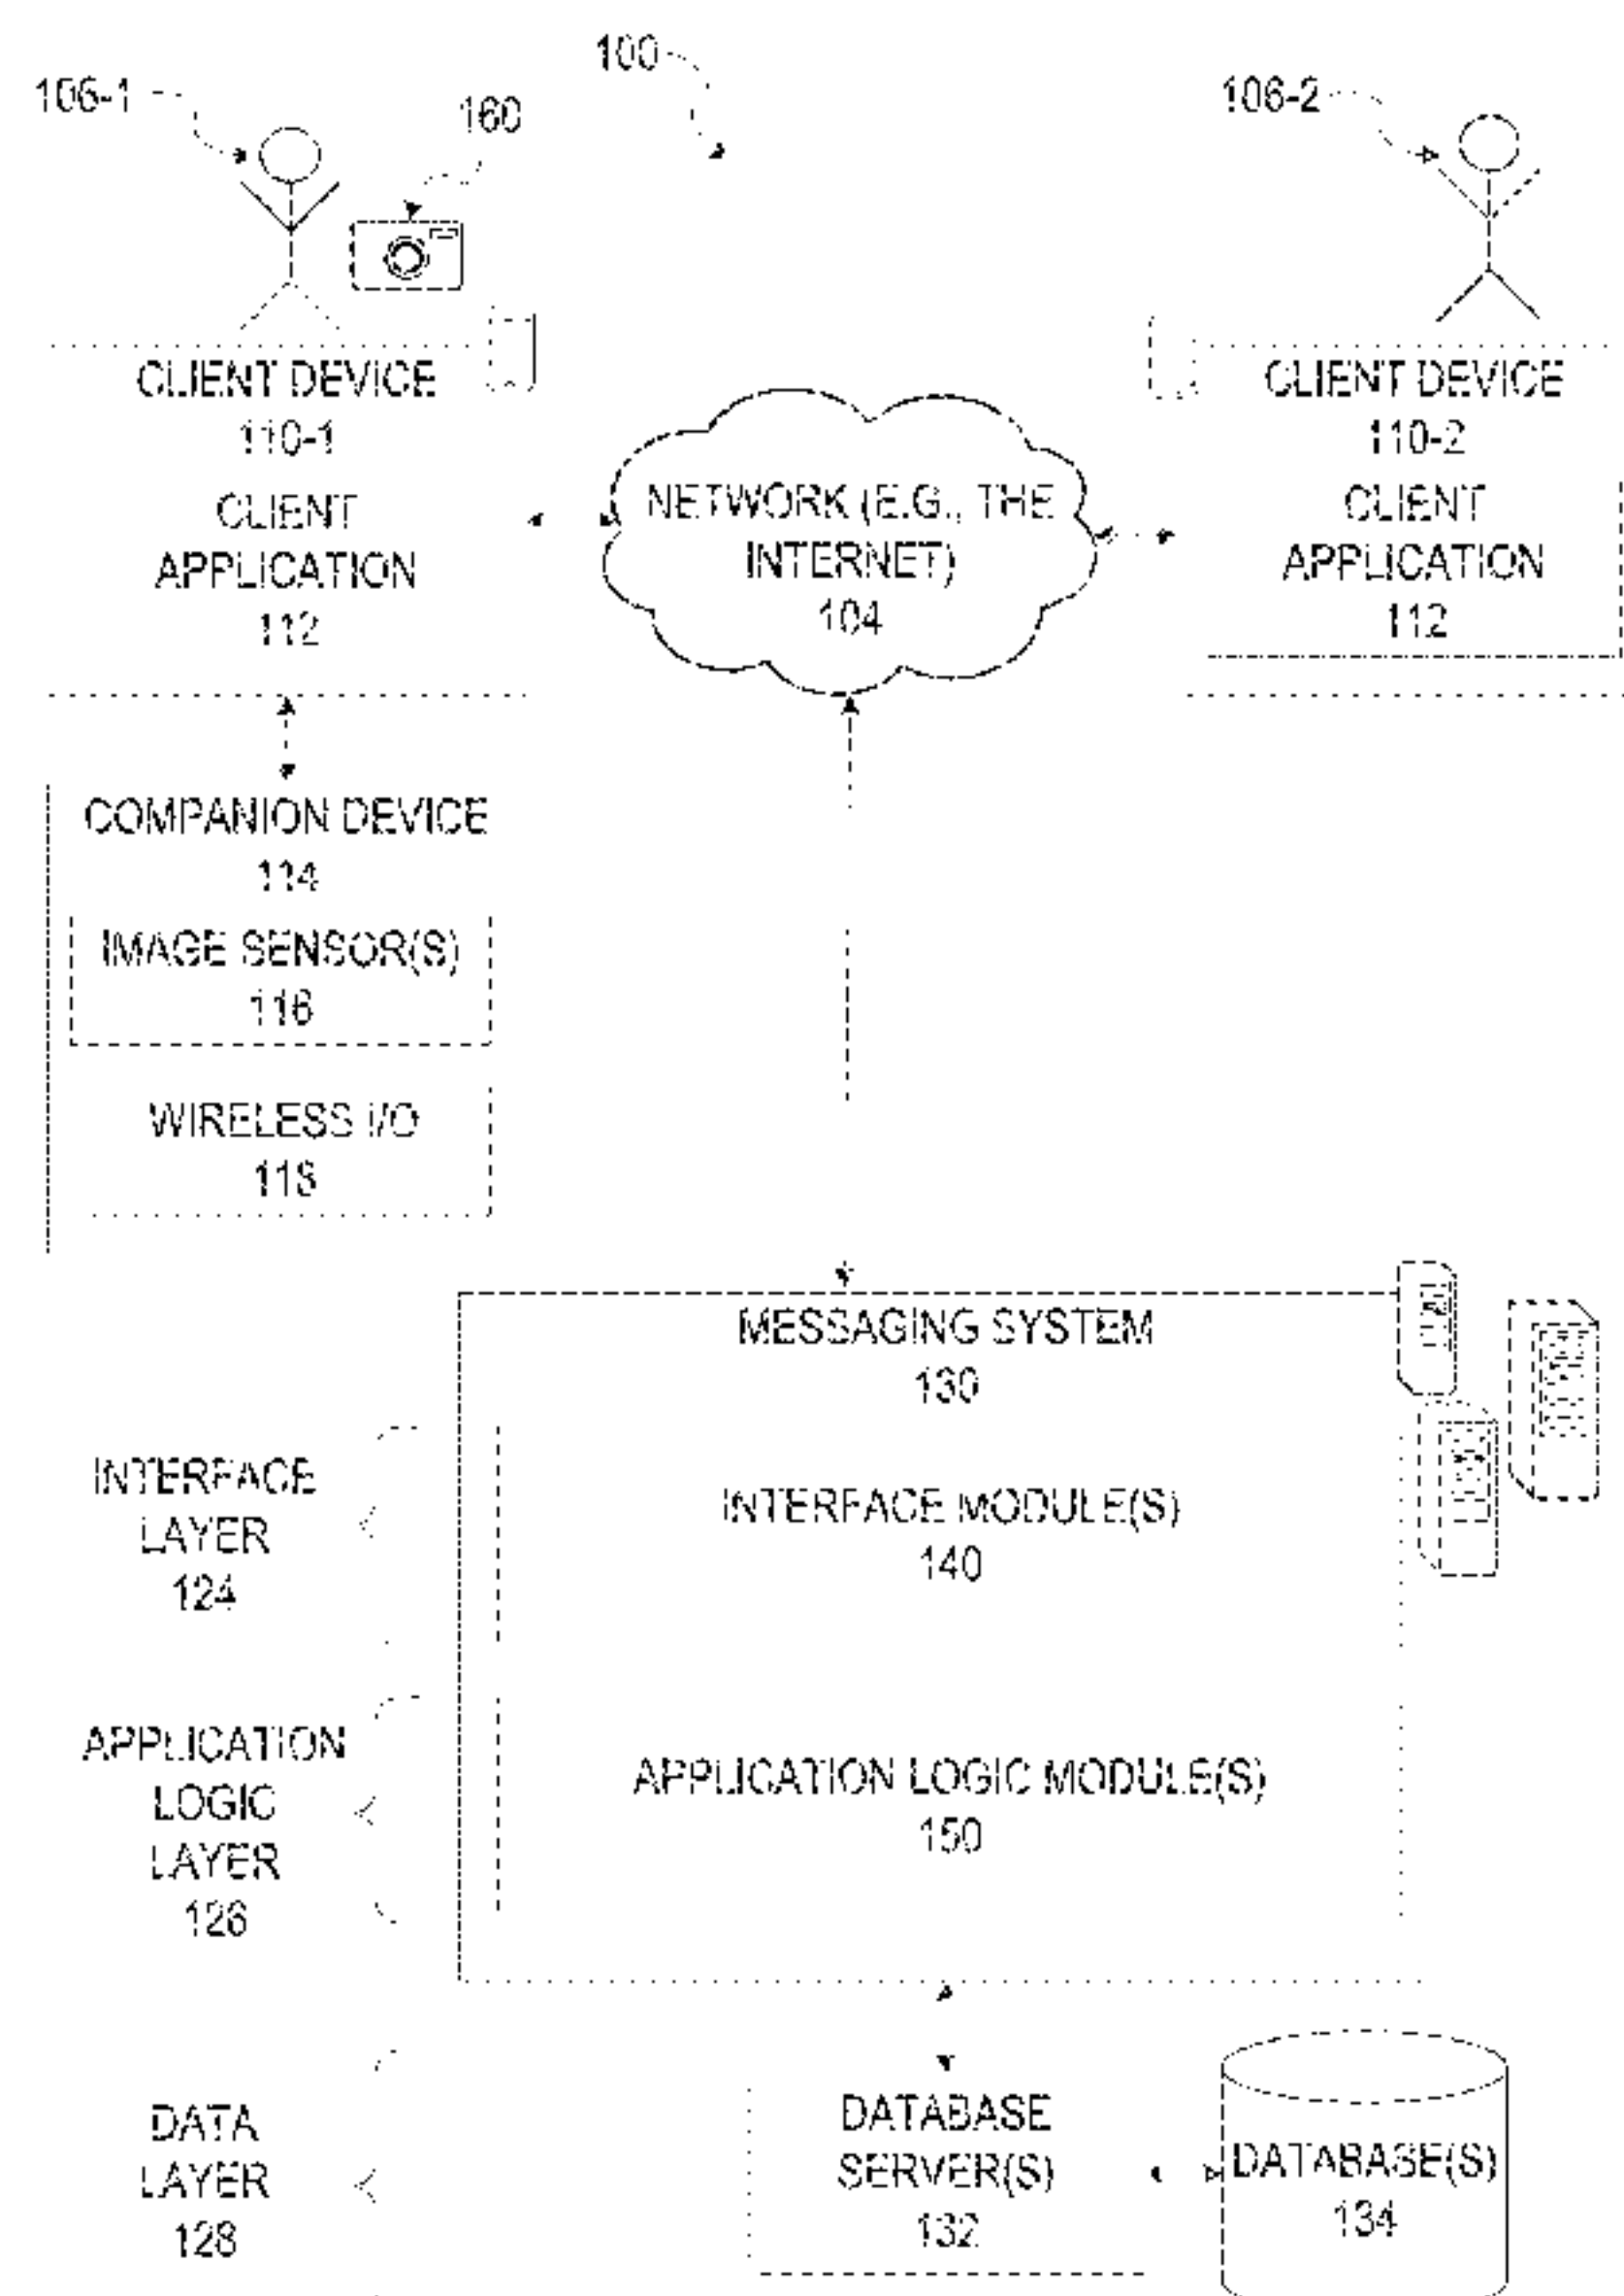 100
106-1
160
106-2
CLIENT DEVICE
110-1
CLIENT
APPLICATION
112
NETWORK (E.G., THE
INTERNET)
104
CLIENT DEVICE
110-2
CLIENT
APPLICATION
112
COMPANION DEVICE
114
IMAGE SENSOR(S)
116
WIRELESS I/O
118
MESSAGING SYSTEM
130
INTERFACE
LAYER
124
INTERFACE MODULE(S)
140
APPLICATION
LOGIC
LAYER
126
APPLICATION LOGIC MODULE(S)
150
DATA
LAYER
128
DATABASE
SERVER(S)
132
DATABASE(S)
134